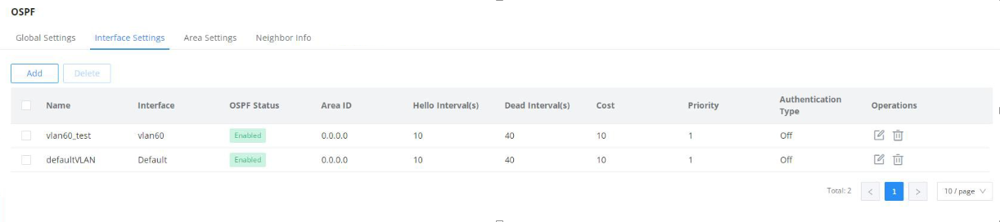 OSPF
Global Settings Interface Settings Area Settings Neighbor Info
Add Delete
Name Interface OSPF Status Area ID Hello Interval(s) Dead Interval(s) Cost Priority Authentication Type Operations
vlan60_test vlan60 Enabled 0.0.0.0 10 40 10 1 Off
defaultVLAN Default Enabled 0.0.0.0 10 40 10 1 Off
Total: 2 < 1 > 10 / page